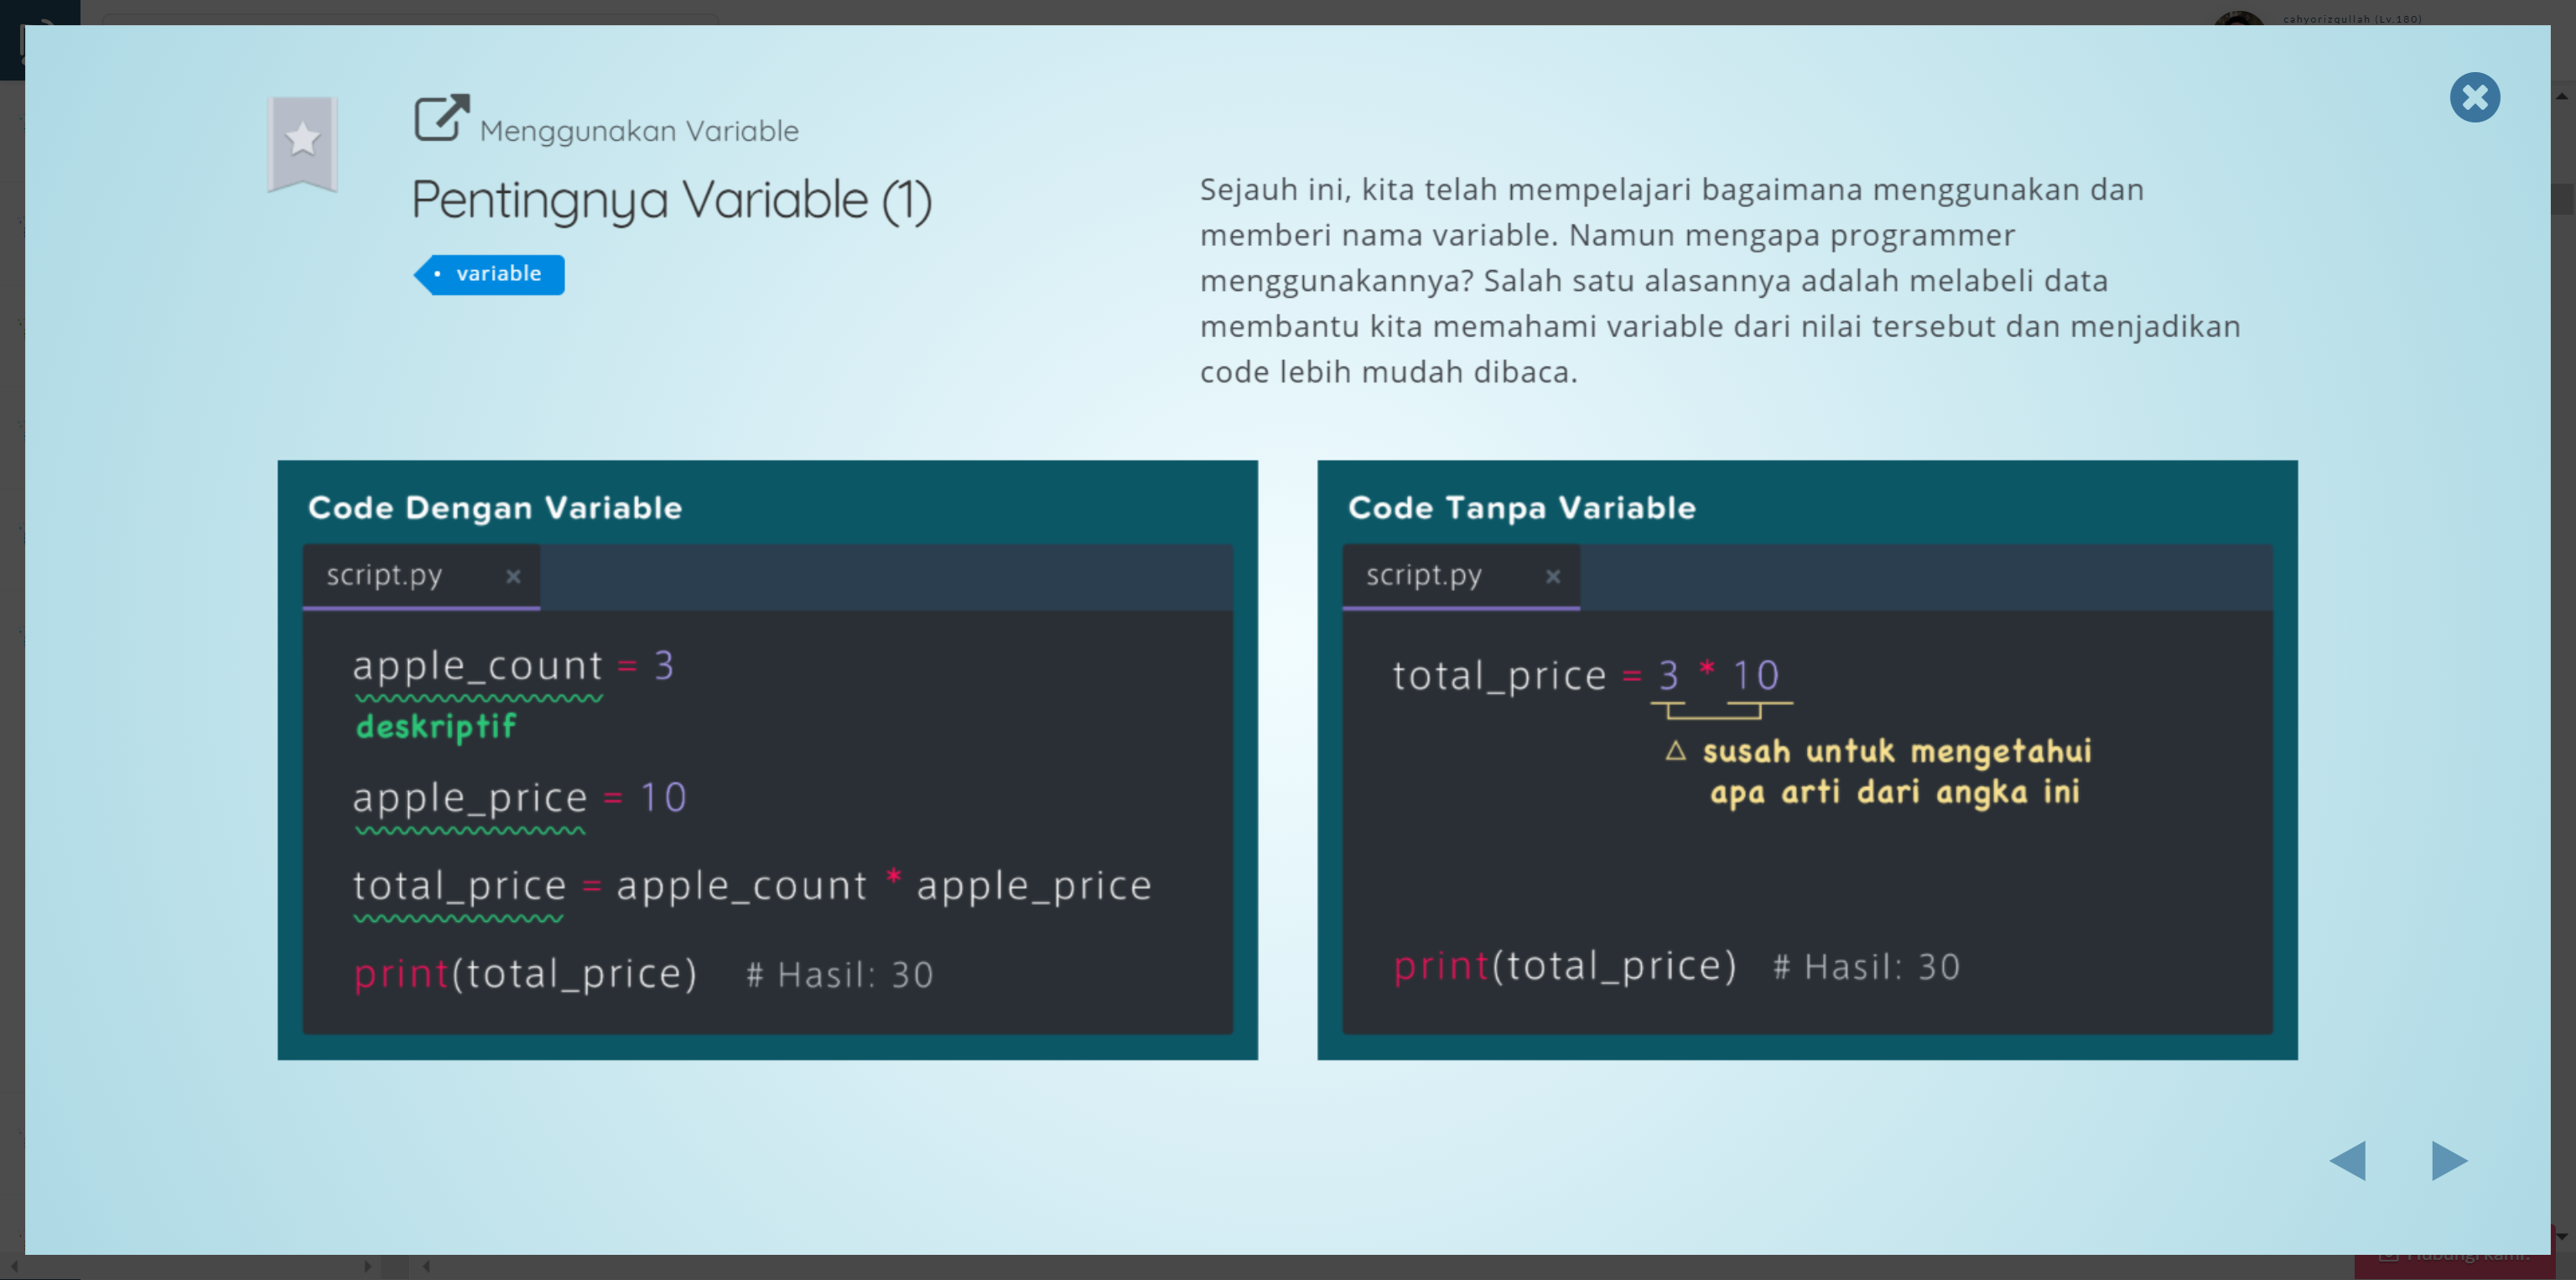 cahyorizqullah (Lv.180)
Menggunakan Variable
Pentingnya Variable (1)
variable
Sejauh ini, kita telah mempelajari bagaimana menggunakan dan
memberi nama variable. Namun mengapa programmer
menggunakannya? Salah satu alasannya adalah melabeli data
membantu kita memahami variable dari nilai tersebut dan menjadikan
code lebih mudah dibaca.
Code Dengan Variable
script.py
apple_count = 3
deskriptif
apple_price = 10
total_price = apple_count * apple_price
print(total_price) # Hasil: 30
Code Tanpa Variable
script.py
total_price = 3 * 10
susah untuk mengetahui
apa arti dari angka ini
print(total_price) # Hasil: 30